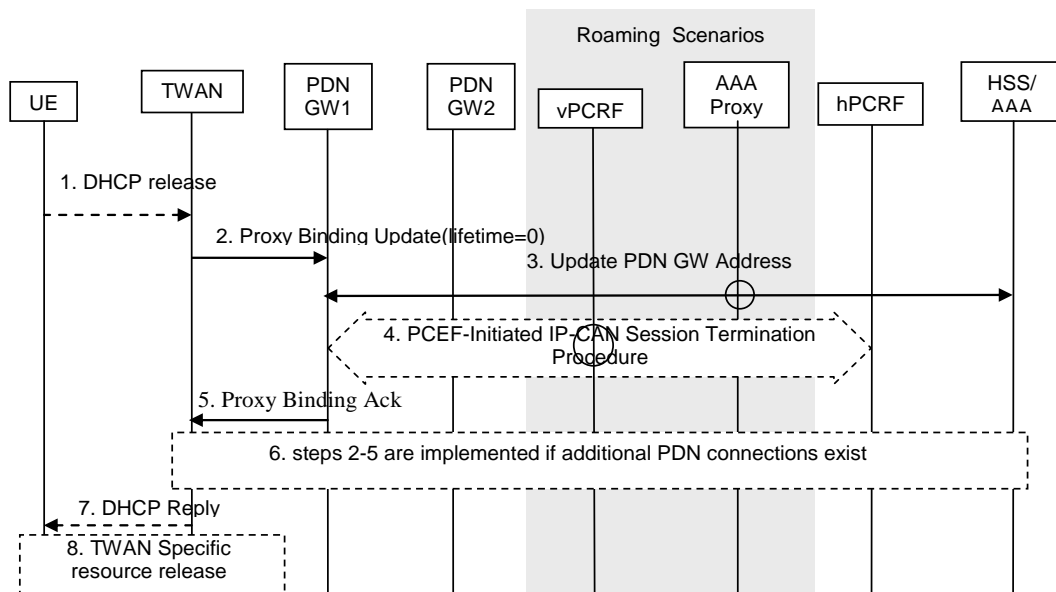 Roaming Scenarios
UE
TWAN
PDN
GW1
PDN
GW2
vPCRF
AAA
Proxy
hPCRF
HSS/
AAA
1. DHCP release
2. Proxy Binding Update(lifetime=0)
3. Update PDN GW Address
4. PCEF-Initiated IP-CAN Session Termination
Procedure
5. Proxy Binding Ack
6. steps 2-5 are implemented if additional PDN connections exist
7. DHCP Reply
8. TWAN Specific
resource release